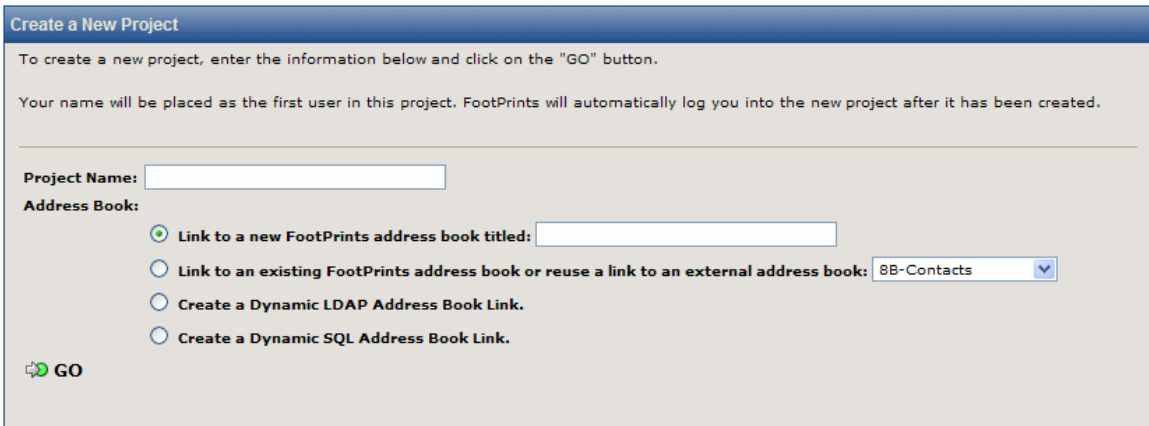 Create a New Project
To create a new project, enter the information below and click on the "GO" button.
Your name will be placed as the first user in this project. FootPrints will automatically log you into the new project after it has been created.
Project Name:
Address Book:
Link to a new FootPrints address book titled:
Link to an existing FootPrints address book or reuse a link to an external address book: 8B-Contacts
Create a Dynamic LDAP Address Book Link.
Create a Dynamic SQL Address Book Link.
GO